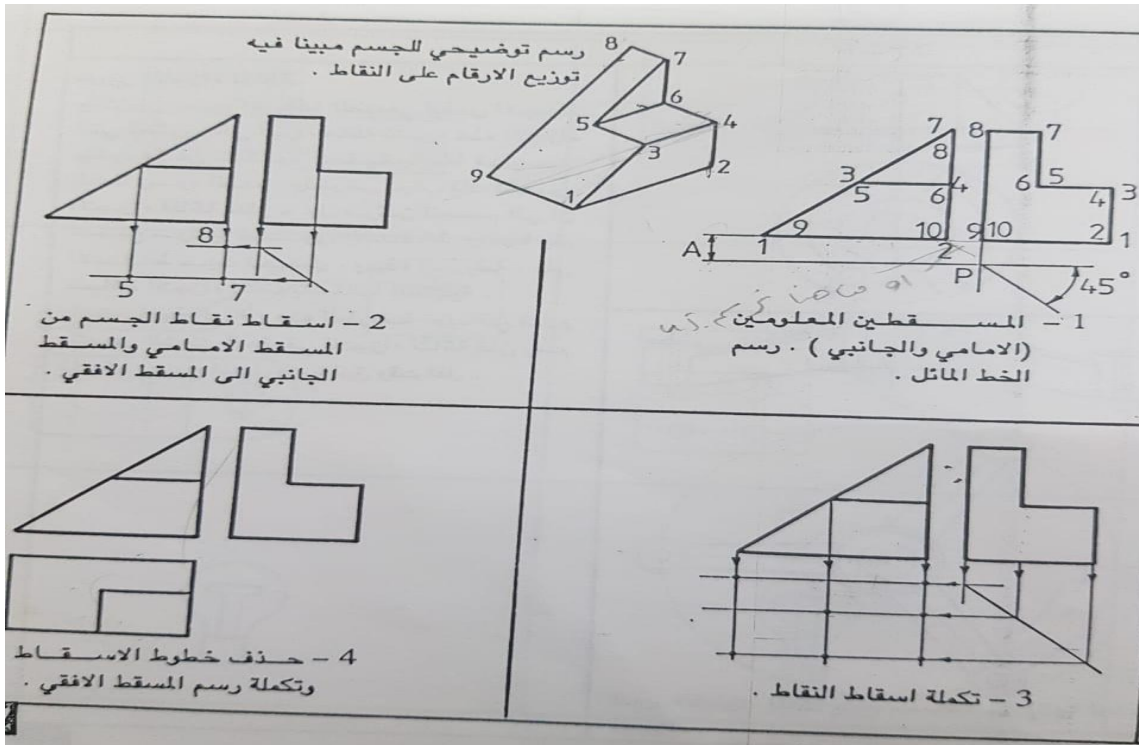 رسم توضيحي للجسم مبينا فيه
توزيع الارقام على النقاط .
8
7
6
5
4
3
2
9
1
7
8
3
4
5
6
1
9
10
2
A
8
7
6
5
4
3
9
10
2
1
P
45°
1 - المسقطين المعلومين
(الامامي والجانبي) . رسم
الخط المائل .
8
5
7
2 - اسقاط نقاط الجسم من
المسقط الامامي والمسقط
الجانبي الى المسقط الافقي .
3 - تكملة اسقاط النقاط .
4 - حذف خطوط الاسقاط
وتكملة رسم المسقط الافقي .